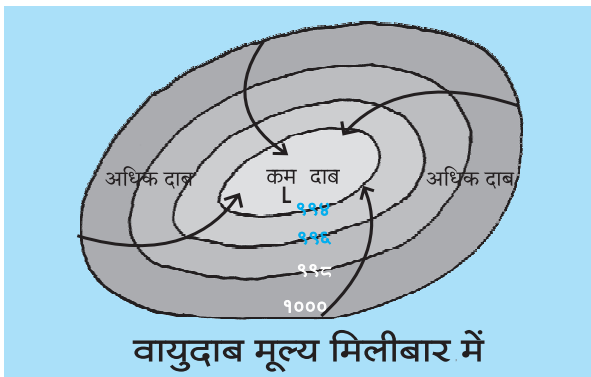 अधिक दाब कम दाब अधिक दाब
L
९९४
९९६
९९८
१०००
वायुदाब मूल्य मिलीबार में